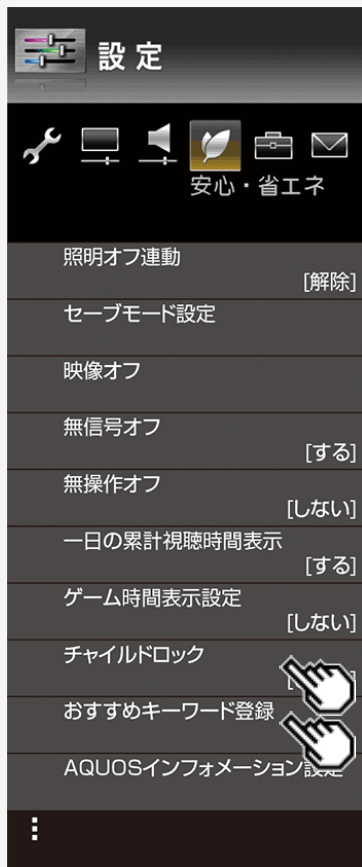 設定
安心・省エネ
照明オフ連動
[解除]
セーブモード設定
映像オフ
無信号オフ
[する]
無操作オフ
[しない]
一日の累計視聴時間表示
[する]
ゲーム時間表示設定
[しない]
チャイルドロック
おすすめキーワード登録
AQUOSインフォメーション設定